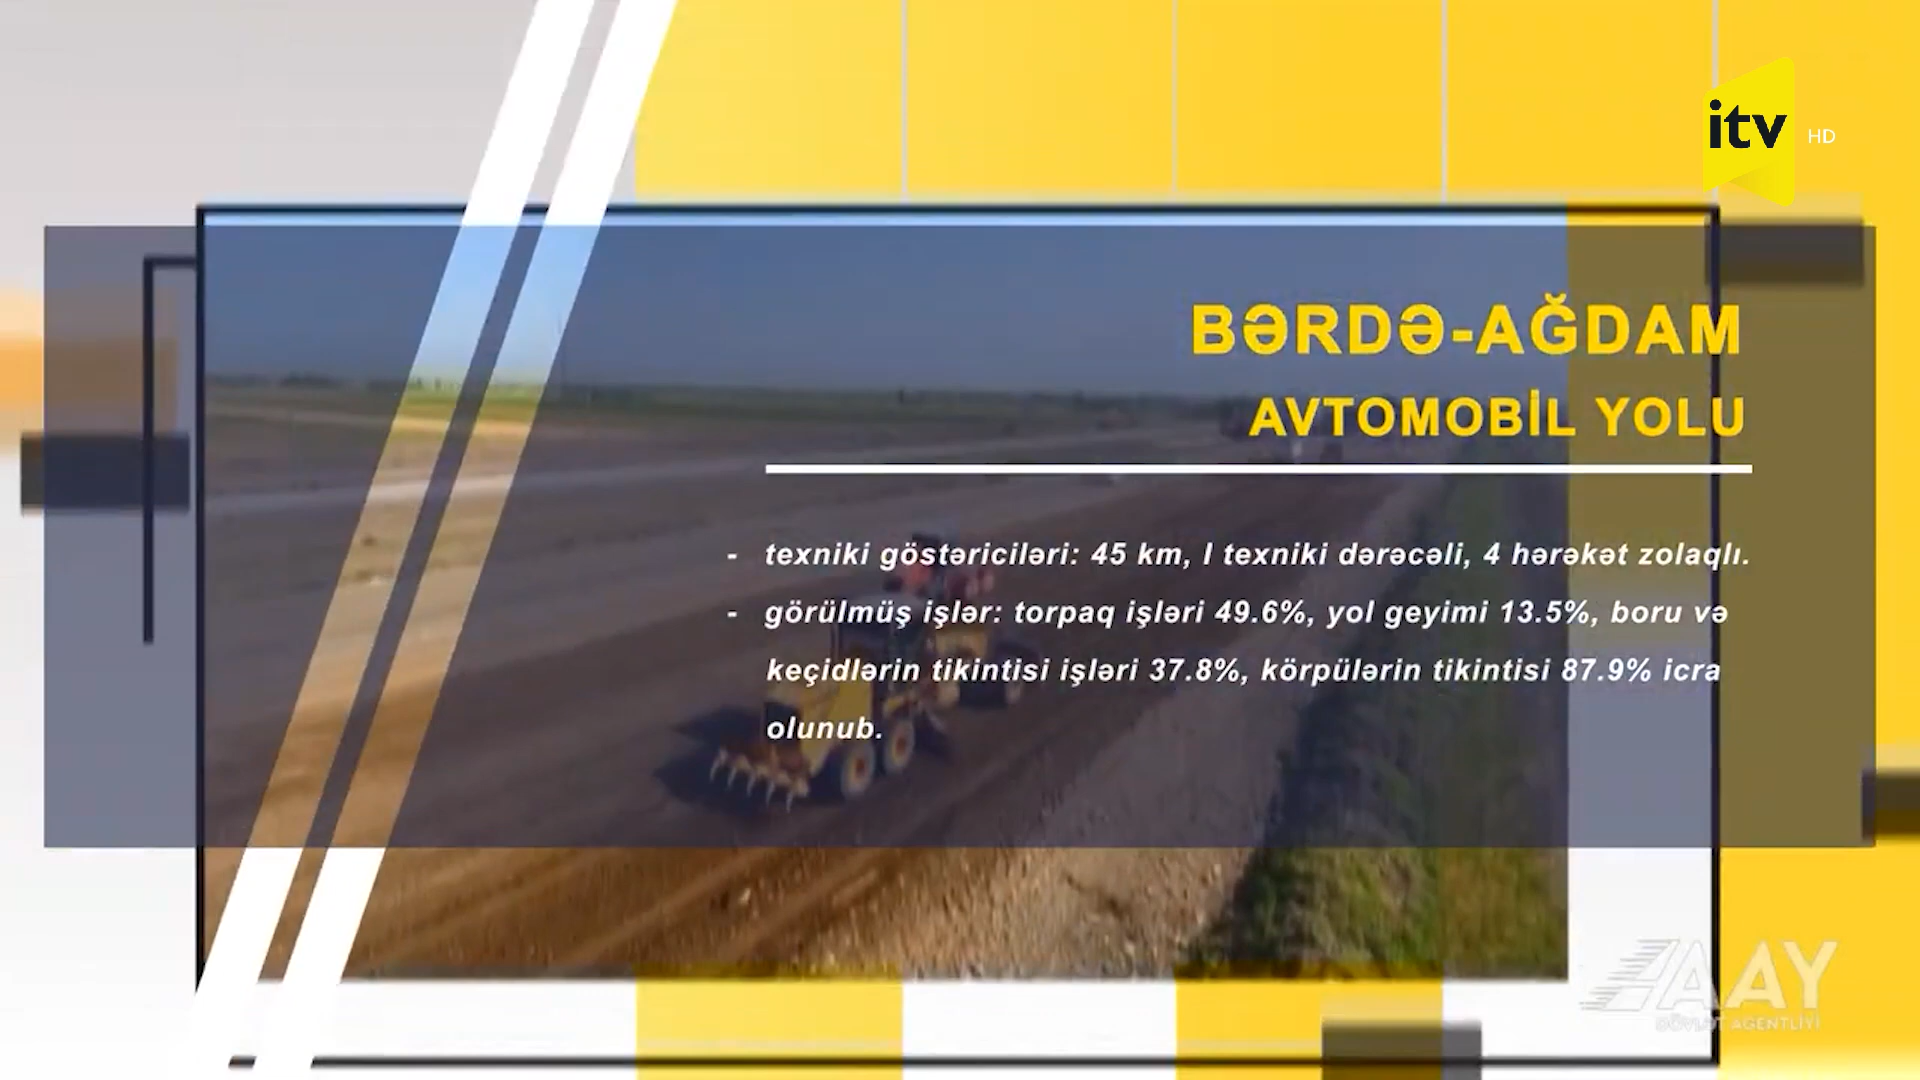 itv HD
BƏRDƏ-AĞDAM
AVTOMOBİL YOLU
- texniki göstəriciləri: 45 km, I texniki dərəcəli, 4 hərəkət zolaqlı.
- görülmüş işlər: torpaq işləri 49.6%, yol geyimi 13.5%, boru və
keçidlərin tikintisi işləri 37.8%, körpülərin tikintisi 87.9% icra
olunub.
AAY
DÖVLƏT AGENTLİYİ